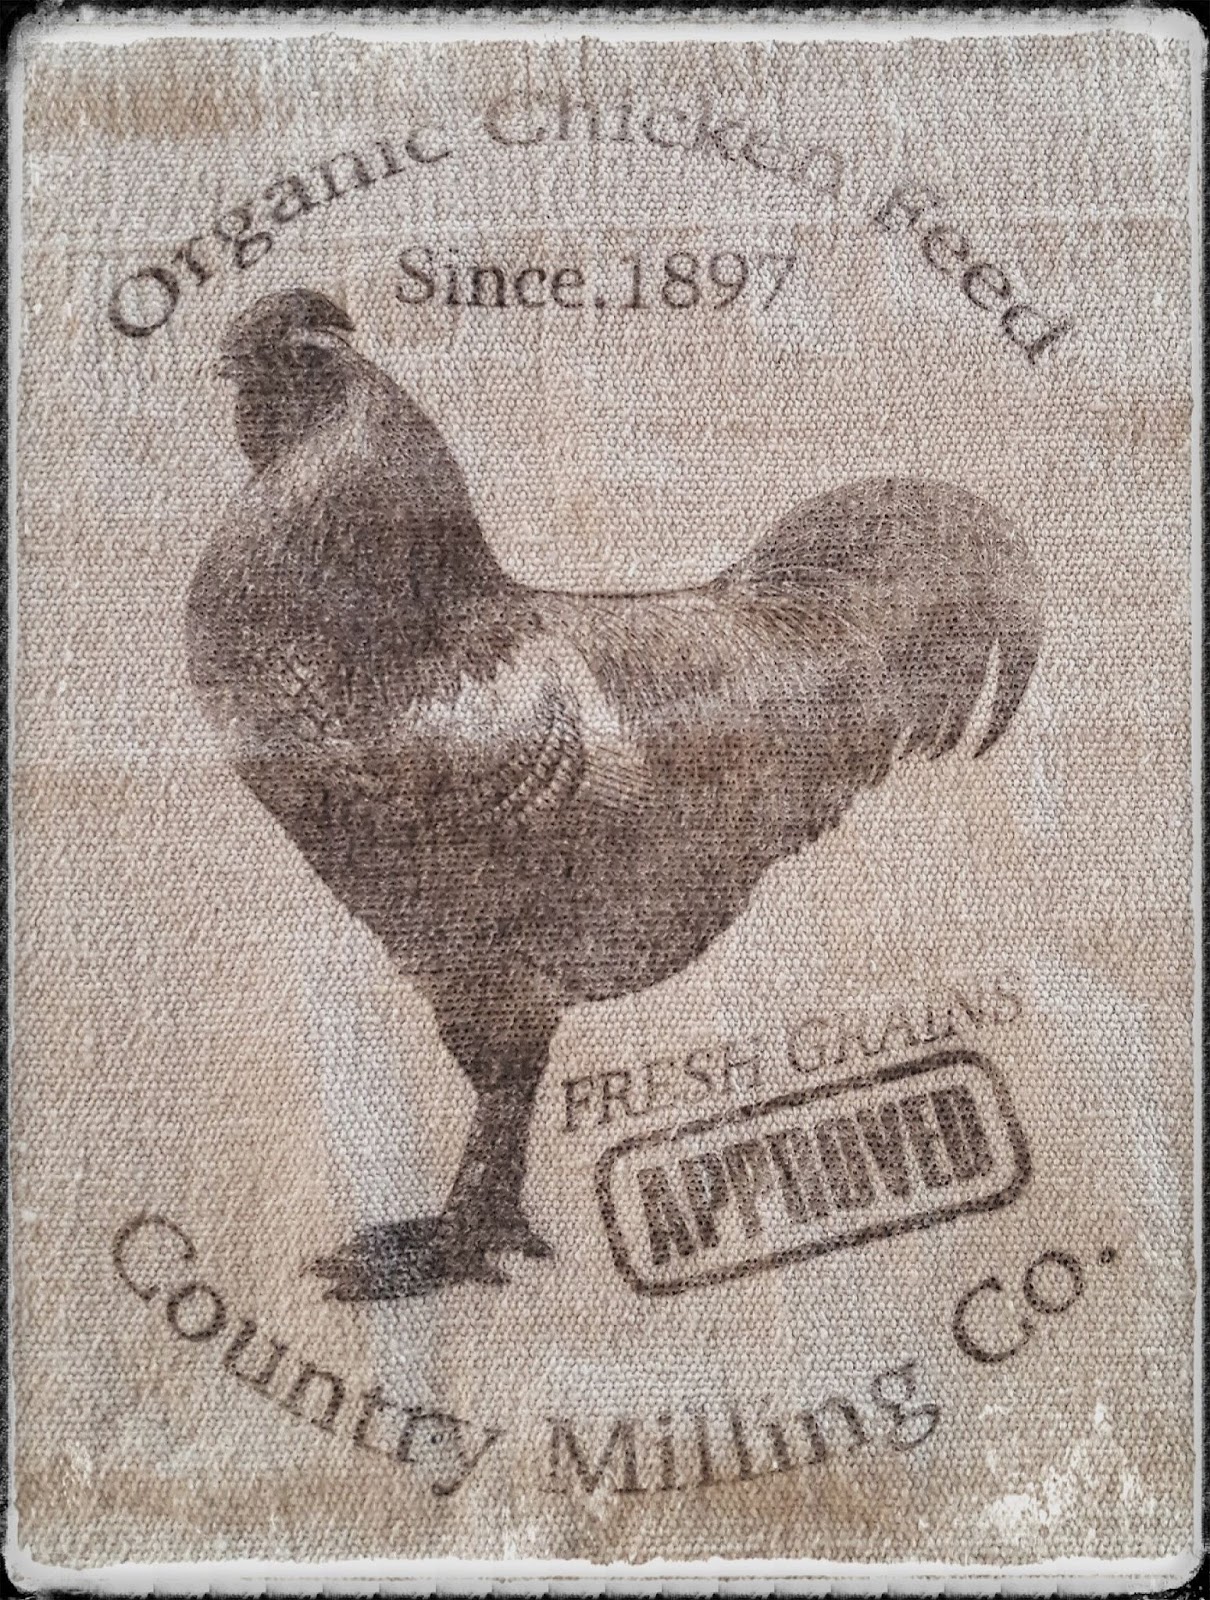 Organic Chicken Feed
Since.1897
FRESH GRAINS
APPROVED
Country Milling Co.